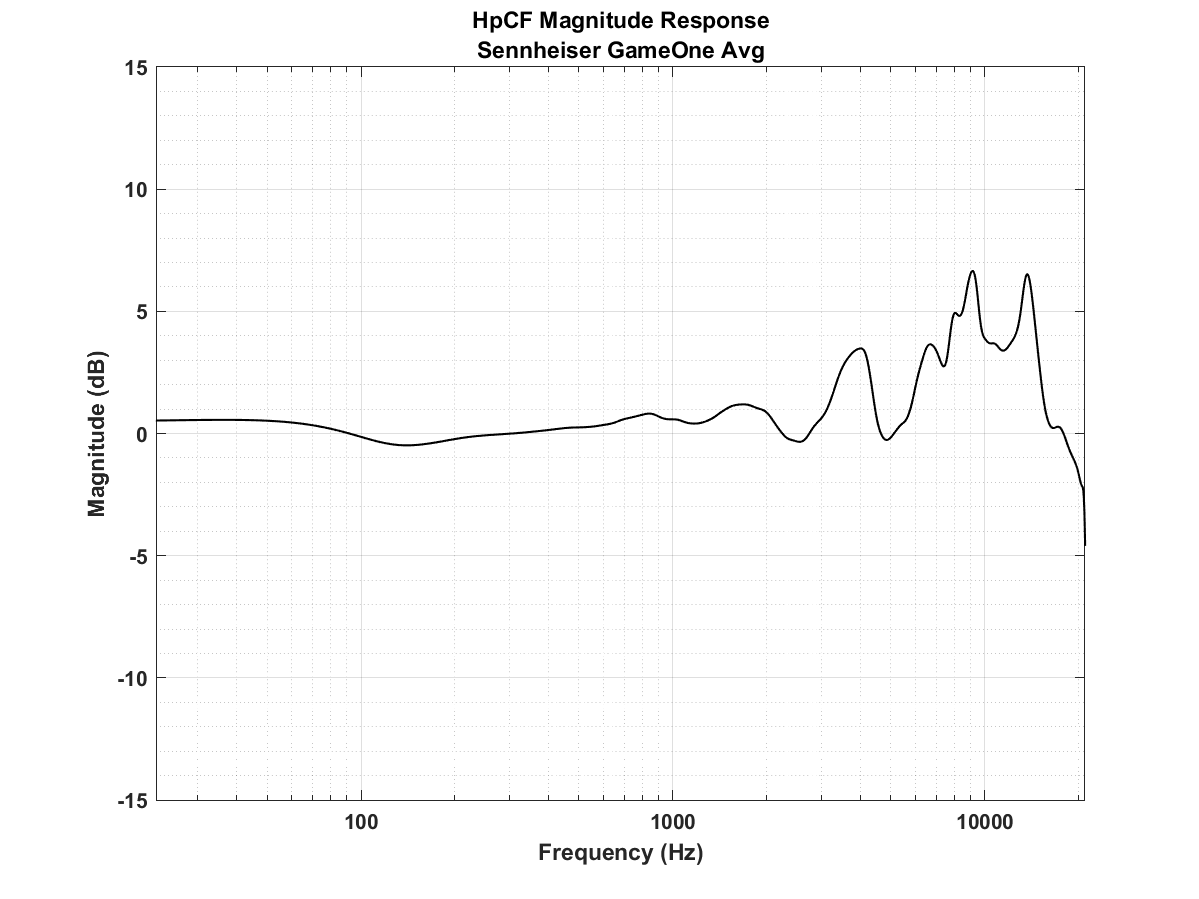 HpCF Magnitude Response
Sennheiser GameOne Avg
15
10
5
0
-5
-10
-15
Magnitude (dB)
100
1000
10000
Frequency (Hz)